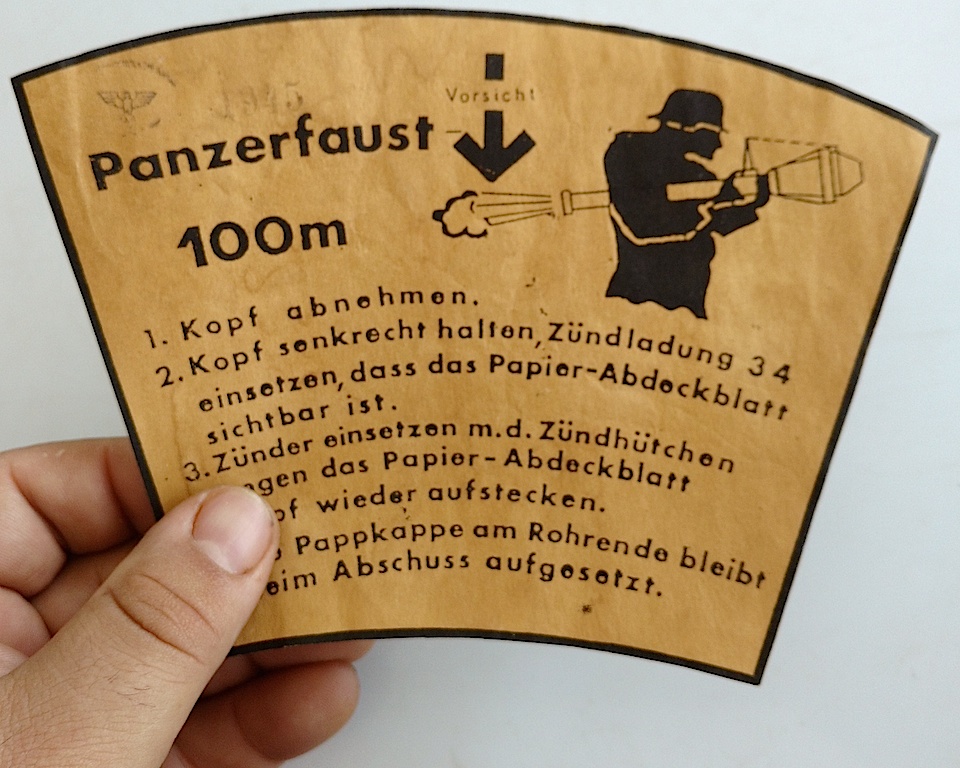 Vorsicht
Panzerfaust
100m
1. Kopf abnehmen.
2. Kopf senkrecht halten, Zündladung 34
einsetzen, dass das Papier-Abdeckblatt
sichtbar ist.
3. Zünder einsetzen m.d. Zündhütchen
das Papier-Abdeckblatt
wieder aufstecken.
Pappkappe am Rohrende bleibt
Abschuss aufgesetzt.